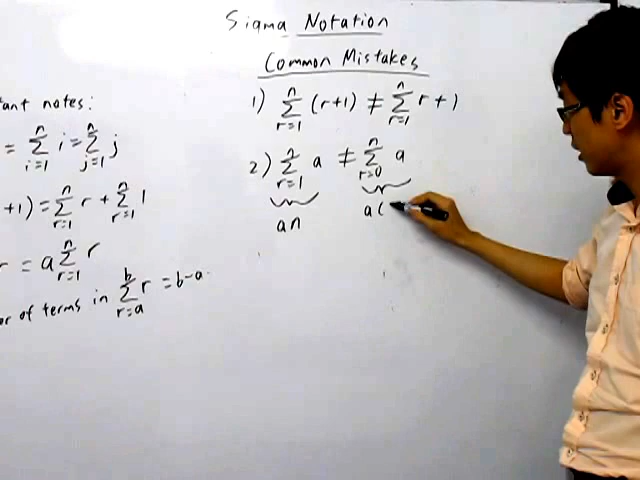 Sigma Notation
Common Mistakes
1) ∑_{r=1}^{n} (r+1) ≠ ∑_{r=1}^{n} r + 1
2) ∑_{r=1}^{n} a ≠ ∑_{r=0}^{n} a
an a(
notes:
= ∑_{i=1}^{n} i = ∑_{j=1}^{n} j
+1) = ∑_{r=1}^{n} r + ∑_{r=1}^{n} 1
r = a ∑_{r=1}^{n} r
of terms in ∑_{r=a}^{b} r = b-a